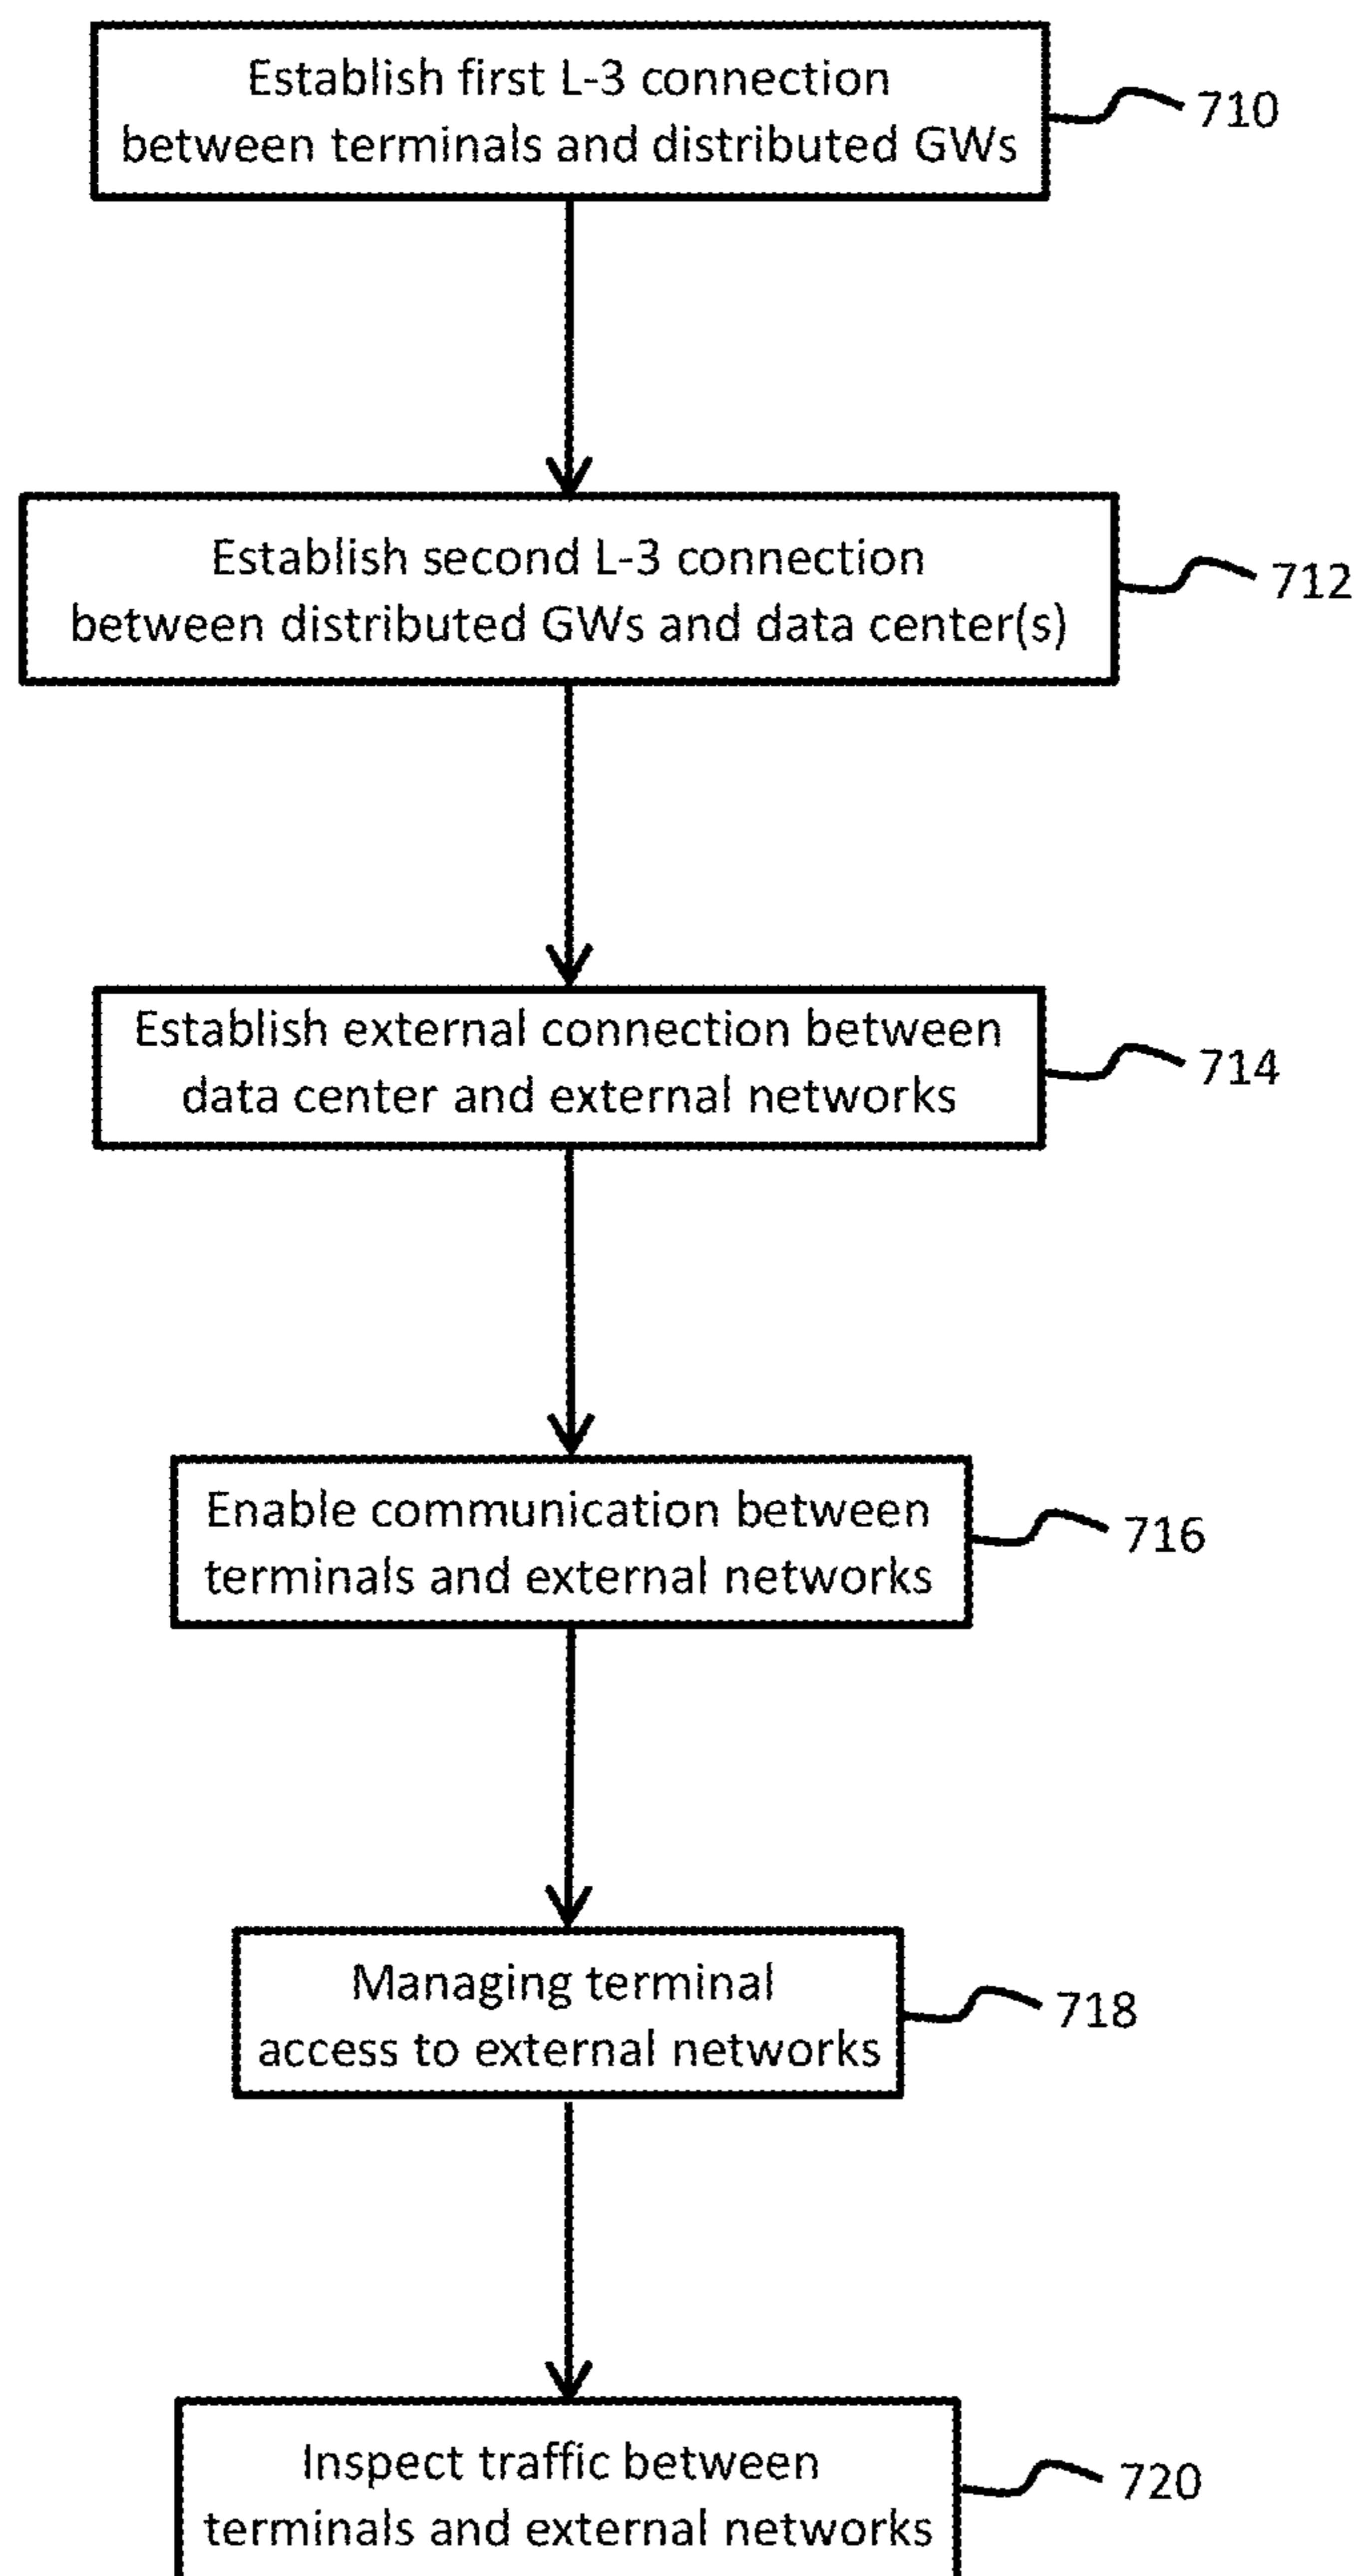 Establish first L-3 connection
between terminals and distributed GWs
710
Establish second L-3 connection
between distributed GWs and data center(s)
712
Establish external connection between
data center and external networks
714
Enable communication between
terminals and external networks
716
Managing terminal
access to external networks
718
Inspect traffic between
terminals and external networks
720